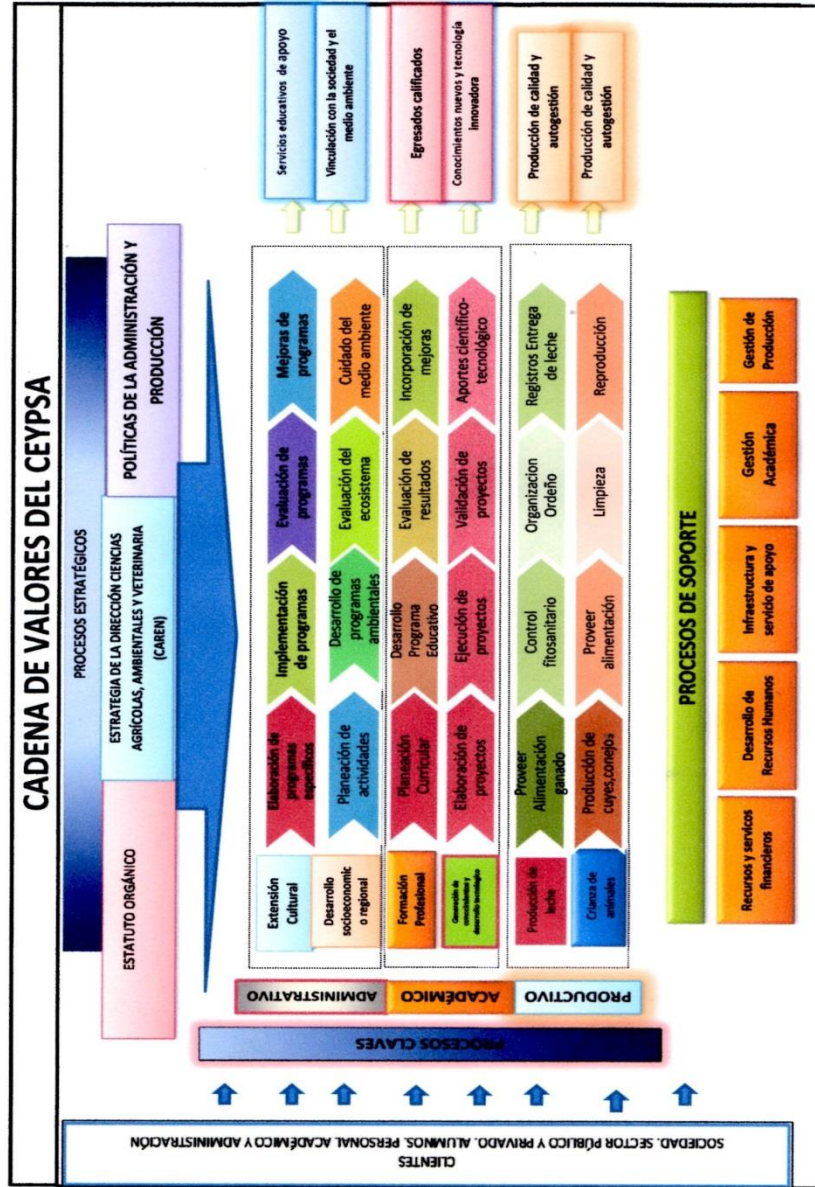 CADENA DE VALORES DEL CEYPSA
PROCESOS ESTRATÉGICOS
ESTATUTO ORGÁNICO
ESTRATEGIA DE LA DIRECCIÓN CIENCIAS
AGRÍCOLAS, AMBIENTALES Y VETERINARIA
(CAREN)
POLÍTICAS DE LA ADMINISTRACIÓN Y
PRODUCCIÓN
CLIENTES
SOCIEDAD. SECTOR PÚBLICO Y PRIVADO. ALUMNOS. PERSONAL ACADÉMICO Y ADMINISTRACIÓN
PROCESOS CLAVES
ADMINISTRATIVO
Extensión
Cultural
Elaboración de
programas
específicos
Implementación
de programas
Evaluación de
programas
Mejoras de
programas
Servicios educativos de apoyo
Desarrollo
socioeconomic
o regional
Planeación de
actividades
Desarrollo de
programas
ambientales
Evaluación del
ecosistema
Cuidado del
medio ambiente
Vinculación con la sociedad y el
medio ambiente
ACADÉMICO
Formación
Profesional
Planeación
Curricular
Desarrollo
Programa
Educativo
Evaluación de
resultados
Incorporación de
mejoras
Egresados calificados
Generación de
conocimientos y
desarrollo tecnológico
Elaboración de
proyectos
Ejecución de
proyectos
Validación de
proyectos
Aportes científico-
tecnológico
Conocimientos nuevos y tecnología
innovadora
PRODUCTIVO
Producción de
leche
Proveer
Alimentación
ganado
Control
fitosanitario
Organizacion
Ordeño
Registros Entrega
de leche
Producción de calidad y
autogestión
Crianza de
animales
Producción de
cuyes,conejos
Proveer
alimentación
Limpieza
Reproducción
Producción de calidad y
autogestión
PROCESOS DE SOPORTE
Recursos y servicos
financieros
Desarrollo de
Recursos Humanos
Infraestructura y
servicio de apoyo
Gestión
Académica
Gestión de
Producción